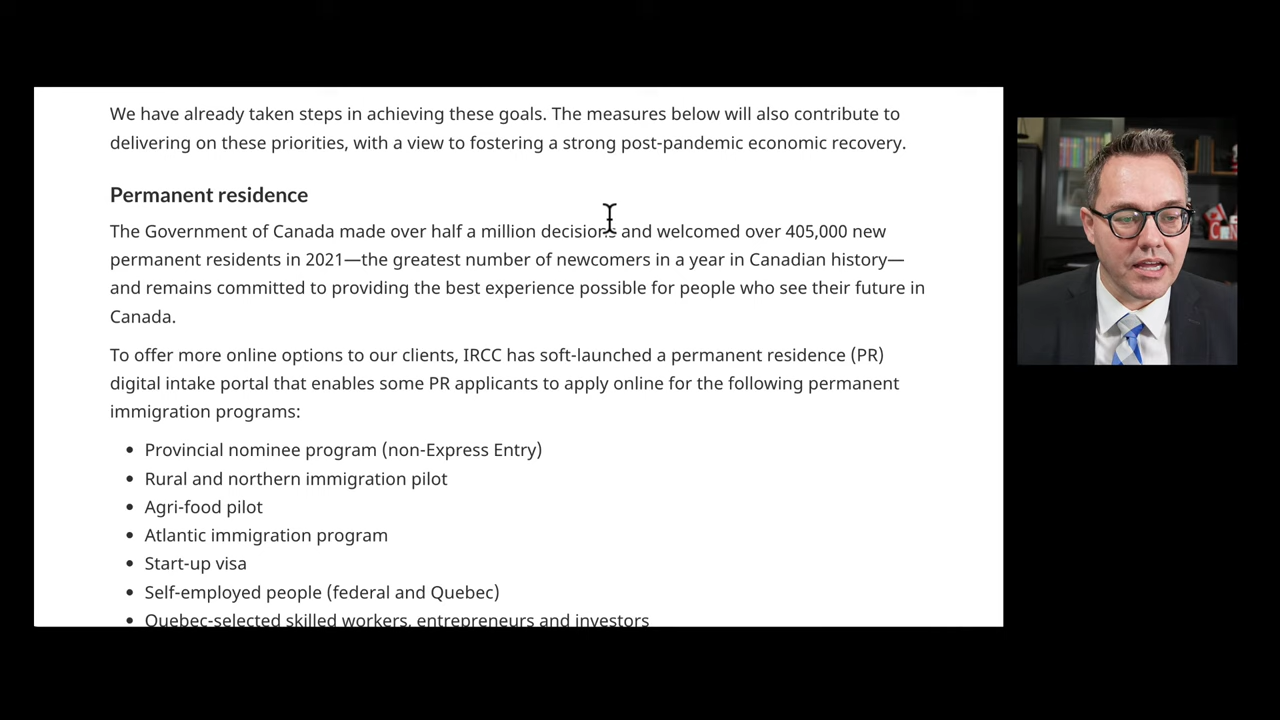 We have already taken steps in achieving these goals. The measures below will also contribute to
delivering on these priorities, with a view to fostering a strong post-pandemic economic recovery.
Permanent residence
The Government of Canada made over half a million decisions and welcomed over 405,000 new
permanent residents in 2021—the greatest number of newcomers in a year in Canadian history—
and remains committed to providing the best experience possible for people who see their future in
Canada.
To offer more online options to our clients, IRCC has soft-launched a permanent residence (PR)
digital intake portal that enables some PR applicants to apply online for the following permanent
immigration programs:
• Provincial nominee program (non-Express Entry)
• Rural and northern immigration pilot
• Agri-food pilot
• Atlantic immigration program
• Start-up visa
• Self-employed people (federal and Quebec)
• Quebec-selected skilled workers, entrepreneurs and investors